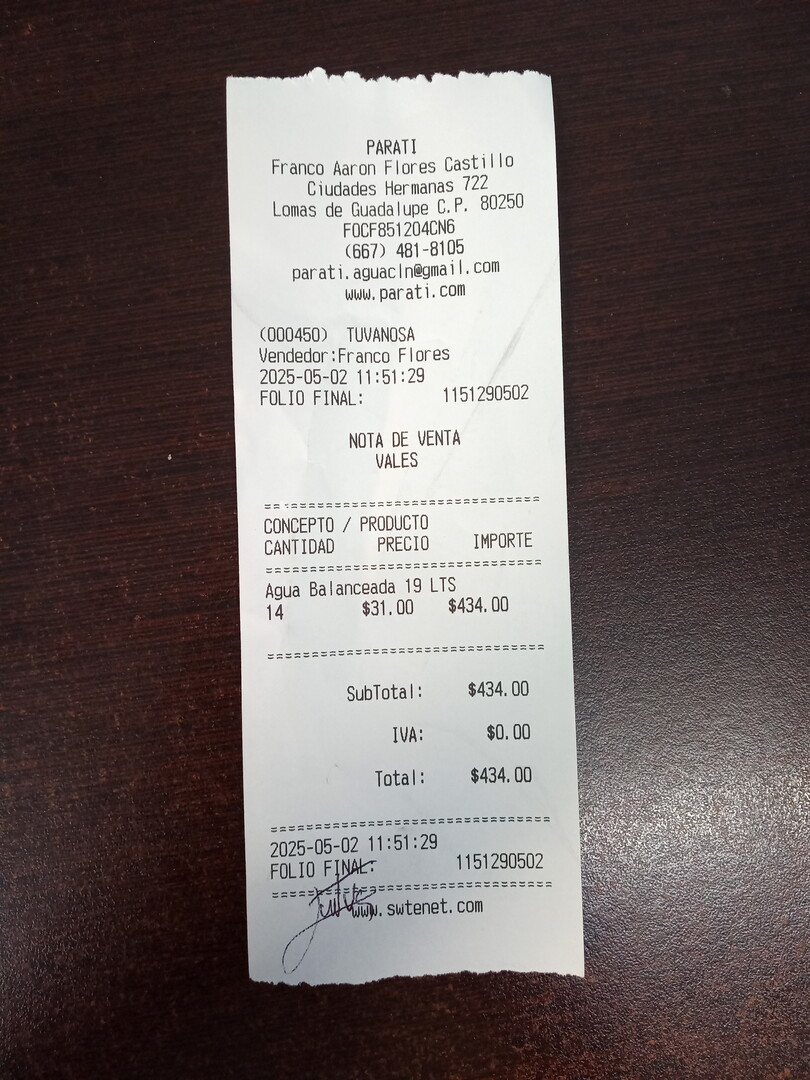 PARATI
Franco Aaron Flores Castillo
Ciudades Hermanas 722
Lomas de Guadalupe C.P. 80250
FOCF851204CN6
(667) 481-8105
parati.aguacln@gmail.com
www.parati.com
(000450) TUVANOSA
Vendedor:Franco Flores
2025-05-02 11:51:29
FOLIO FINAL: 1151290502
NOTA DE VENTA
VALES
==============================
CONCEPTO / PRODUCTO
CANTIDAD PRECIO IMPORTE
==============================
Agua Balanceada 19 LTS
14 $31.00 $434.00
==============================
SubTotal: $434.00
IVA: $0.00
Total: $434.00
==============================
2025-05-02 11:51:29
FOLIO FINAL: 1151290502
==============================
www.swtenet.com